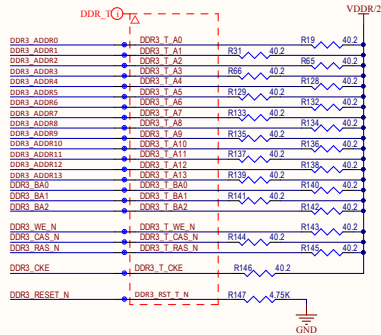 DDR_T i VDDR/2
DDR3_ADDR0 DDR3_T_A0 R19 40.2
DDR3_ADDR1 DDR3_T_A1 R31 40.2
DDR3_ADDR2 DDR3_T_A2 R65 40.2
DDR3_ADDR3 DDR3_T_A3 R66 40.2
DDR3_ADDR4 DDR3_T_A4 R128 40.2
DDR3_ADDR5 DDR3_T_A5 R129 40.2
DDR3_ADDR6 DDR3_T_A6 R132 40.2
DDR3_ADDR7 DDR3_T_A7 R133 40.2
DDR3_ADDR8 DDR3_T_A8 R134 40.2
DDR3_ADDR9 DDR3_T_A9 R135 40.2
DDR3_ADDR10 DDR3_T_A10 R136 40.2
DDR3_ADDR11 DDR3_T_A11 R137 40.2
DDR3_ADDR12 DDR3_T_A12 R138 40.2
DDR3_ADDR13 DDR3_T_A13 R139 40.2
DDR3_BA0 DDR3_T_BA0 R140 40.2
DDR3_BA1 DDR3_T_BA1 R141 40.2
DDR3_BA2 DDR3_T_BA2 R142 40.2
DDR3_WE_N DDR3_T_WE_N R143 40.2
DDR3_CAS_N DDR3_T_CAS_N R144 40.2
DDR3_RAS_N DDR3_T_RAS_N R145 40.2
DDR3_CKE DDR3_T_CKE R146 40.2
DDR3_RESET_N DDR3_RST_T_N R147 4.75K
GND